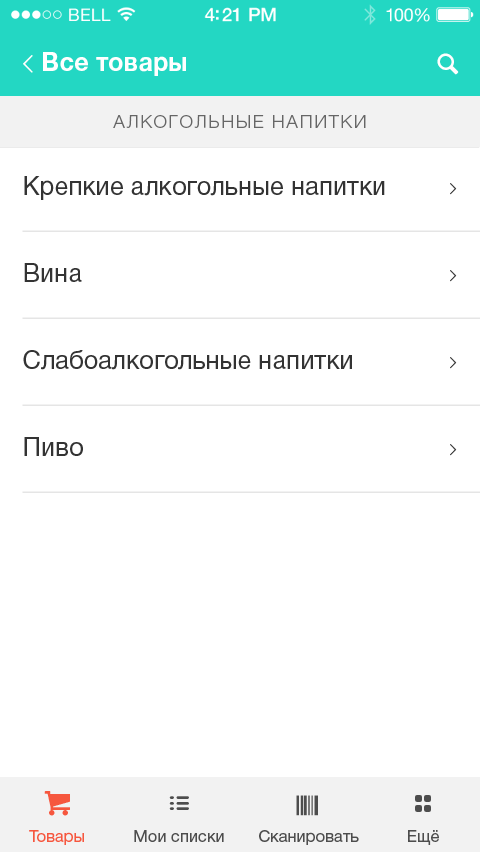 BELL 4:21 PM 100%
Все товары
АЛКОГОЛЬНЫЕ НАПИТКИ
Крепкие алкогольные напитки
Вина
Слабоалкогольные напитки
Пиво
Товары Мои списки Сканировать Ещё